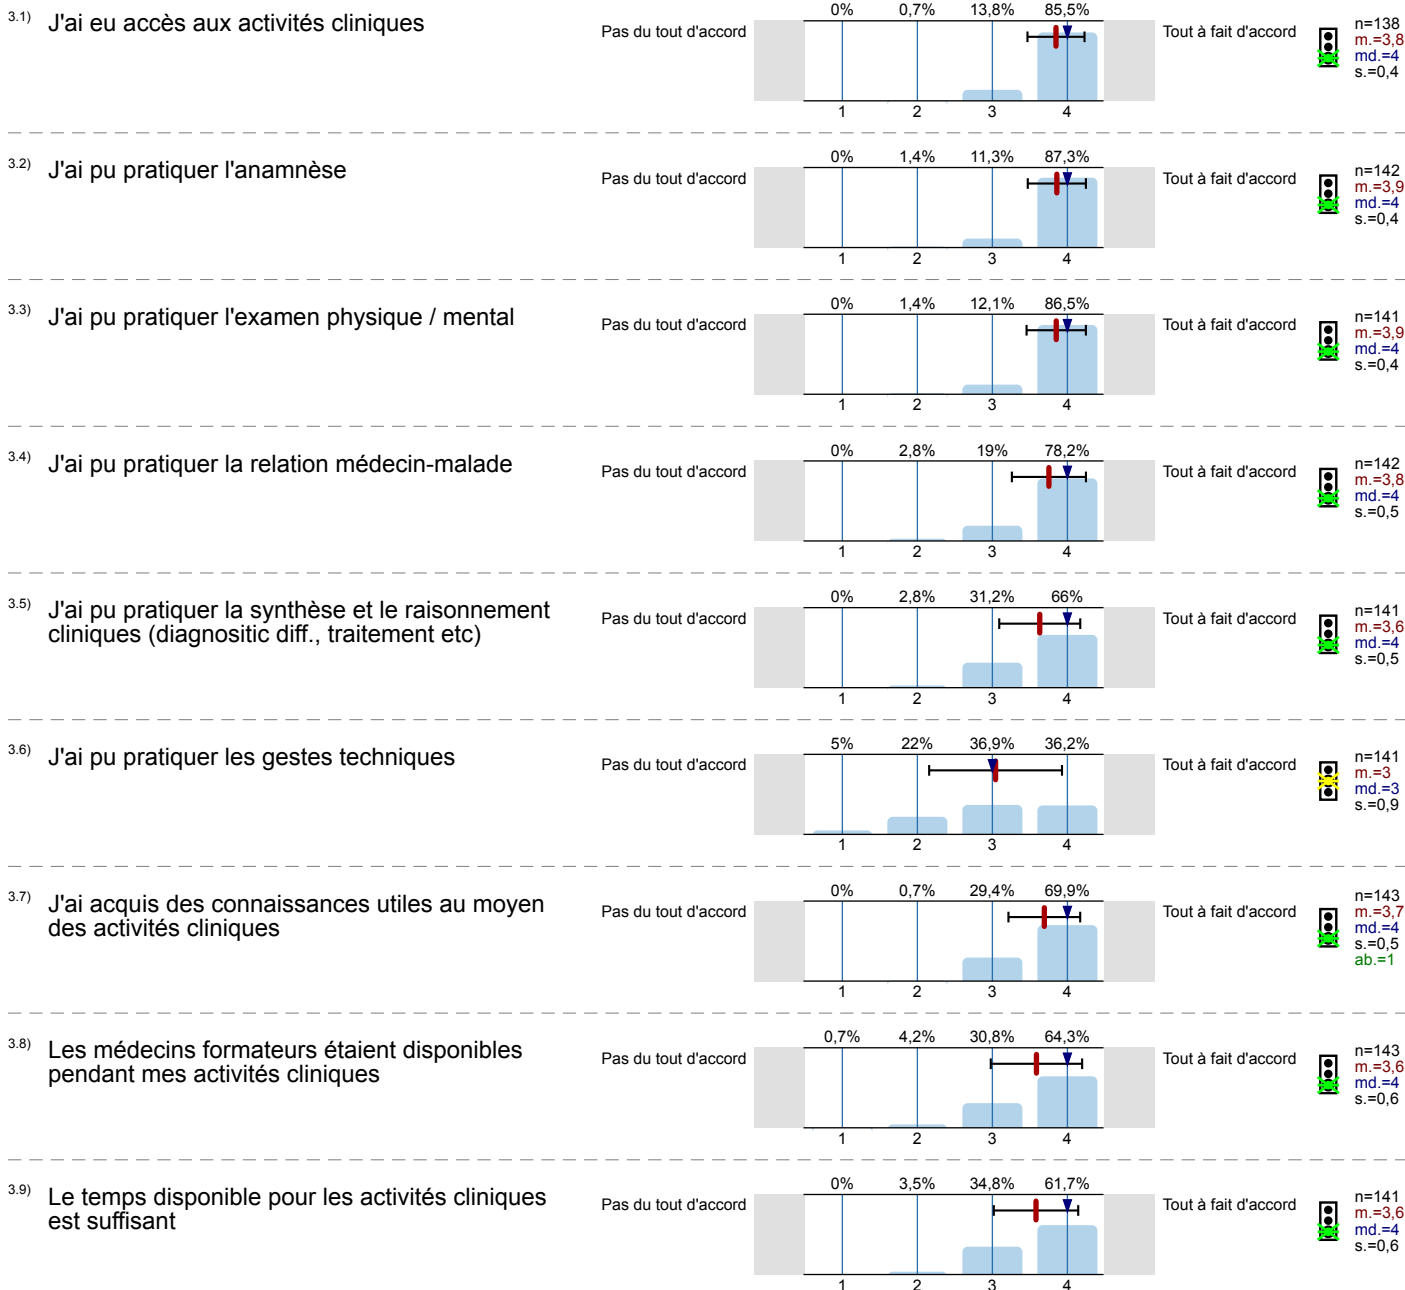 3.1) J'ai eu accès aux activités cliniques
Pas du tout d'accord
0% 0,7% 13,8% 85,5%
1 2 3 4
Tout à fait d'accord
n=138
m.=3,8
md.=4
s.=0,4
3.2) J'ai pu pratiquer l'anamnèse
Pas du tout d'accord
0% 1,4% 11,3% 87,3%
1 2 3 4
Tout à fait d'accord
n=142
m.=3,9
md.=4
s.=0,4
3.3) J'ai pu pratiquer l'examen physique / mental
Pas du tout d'accord
0% 1,4% 12,1% 86,5%
1 2 3 4
Tout à fait d'accord
n=141
m.=3,9
md.=4
s.=0,4
3.4) J'ai pu pratiquer la relation médecin-malade
Pas du tout d'accord
0% 2,8% 19% 78,2%
1 2 3 4
Tout à fait d'accord
n=142
m.=3,8
md.=4
s.=0,5
3.5) J'ai pu pratiquer la synthèse et le raisonnement
cliniques (diagnositic diff., traitement etc)
Pas du tout d'accord
0% 2,8% 31,2% 66%
1 2 3 4
Tout à fait d'accord
n=141
m.=3,6
md.=4
s.=0,5
3.6) J'ai pu pratiquer les gestes techniques
Pas du tout d'accord
5% 22% 36,9% 36,2%
1 2 3 4
Tout à fait d'accord
n=141
m.=3
md.=3
s.=0,9
3.7) J'ai acquis des connaissances utiles au moyen
des activités cliniques
Pas du tout d'accord
0% 0,7% 29,4% 69,9%
1 2 3 4
Tout à fait d'accord
n=143
m.=3,7
md.=4
s.=0,5
ab.=1
3.8) Les médecins formateurs étaient disponibles
pendant mes activités cliniques
Pas du tout d'accord
0,7% 4,2% 30,8% 64,3%
1 2 3 4
Tout à fait d'accord
n=143
m.=3,6
md.=4
s.=0,6
3.9) Le temps disponible pour les activités cliniques
est suffisant
Pas du tout d'accord
0% 3,5% 34,8% 61,7%
1 2 3 4
Tout à fait d'accord
n=141
m.=3,6
md.=4
s.=0,6